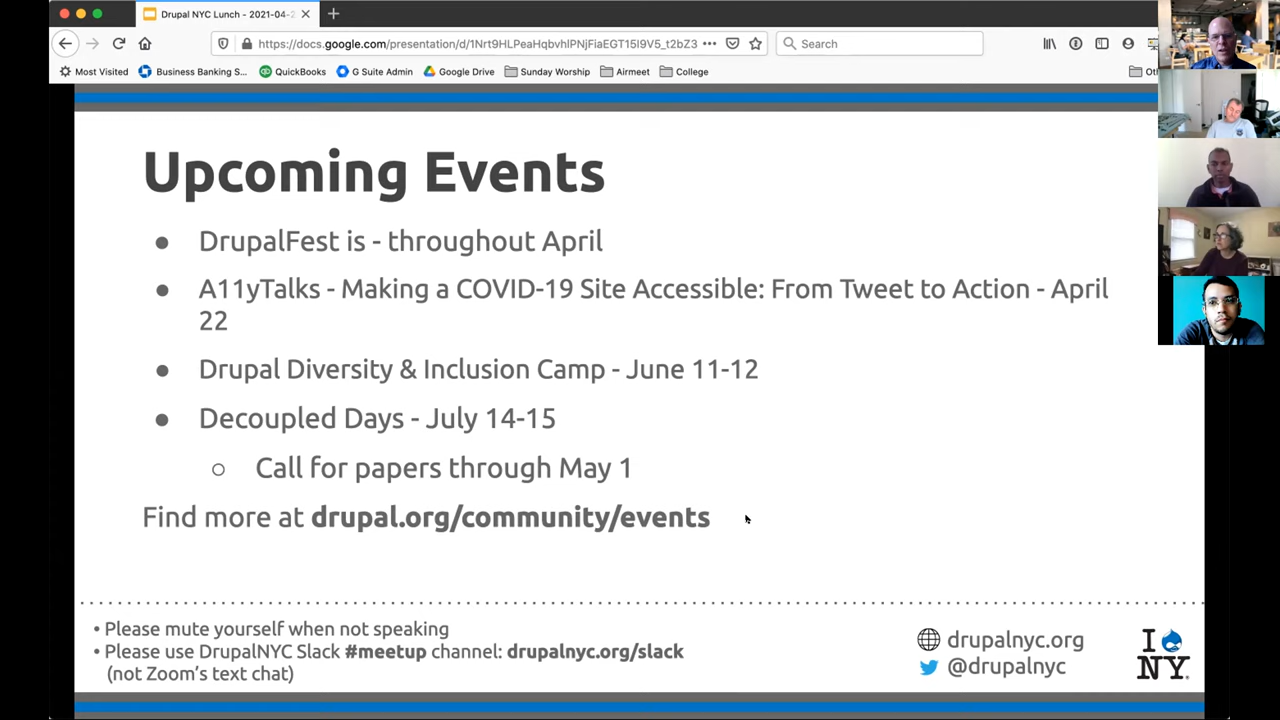 Drupal NYC Lunch - 2021-04-2
https://docs.google.com/presentation/d/1Nrt9HLPeaHqbvhlPNjFiaEGT15I9V5_t2bZ3
Search
Most Visited
Business Banking S...
QuickBooks
G Suite Admin
Google Drive
Sunday Worship
Airmeet
College
Upcoming Events
● DrupalFest is - throughout April
● A11yTalks - Making a COVID-19 Site Accessible: From Tweet to Action - April
22
● Drupal Diversity & Inclusion Camp - June 11-12
● Decoupled Days - July 14-15
○ Call for papers through May 1
Find more at drupal.org/community/events
• Please mute yourself when not speaking
• Please use DrupalNYC Slack #meetup channel: drupalnyc.org/slack
(not Zoom's text chat)
drupalnyc.org
@drupalnyc
I
NY